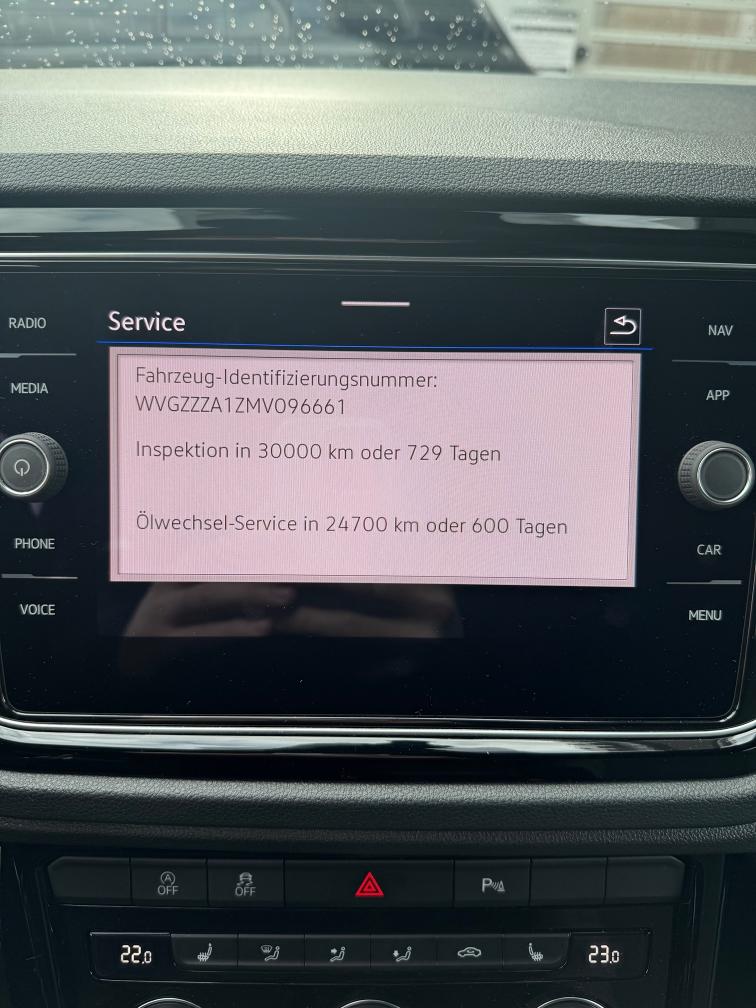 RADIO
Service
NAV
MEDIA
APP
Fahrzeug-Identifizierungsnummer:
WVGZZZA1ZMV096661
Inspektion in 30000 km oder 729 Tagen
Ölwechsel-Service in 24700 km oder 600 Tagen
PHONE
CAR
VOICE
MENU
A
OFF
OFF
P
22.0
23.0